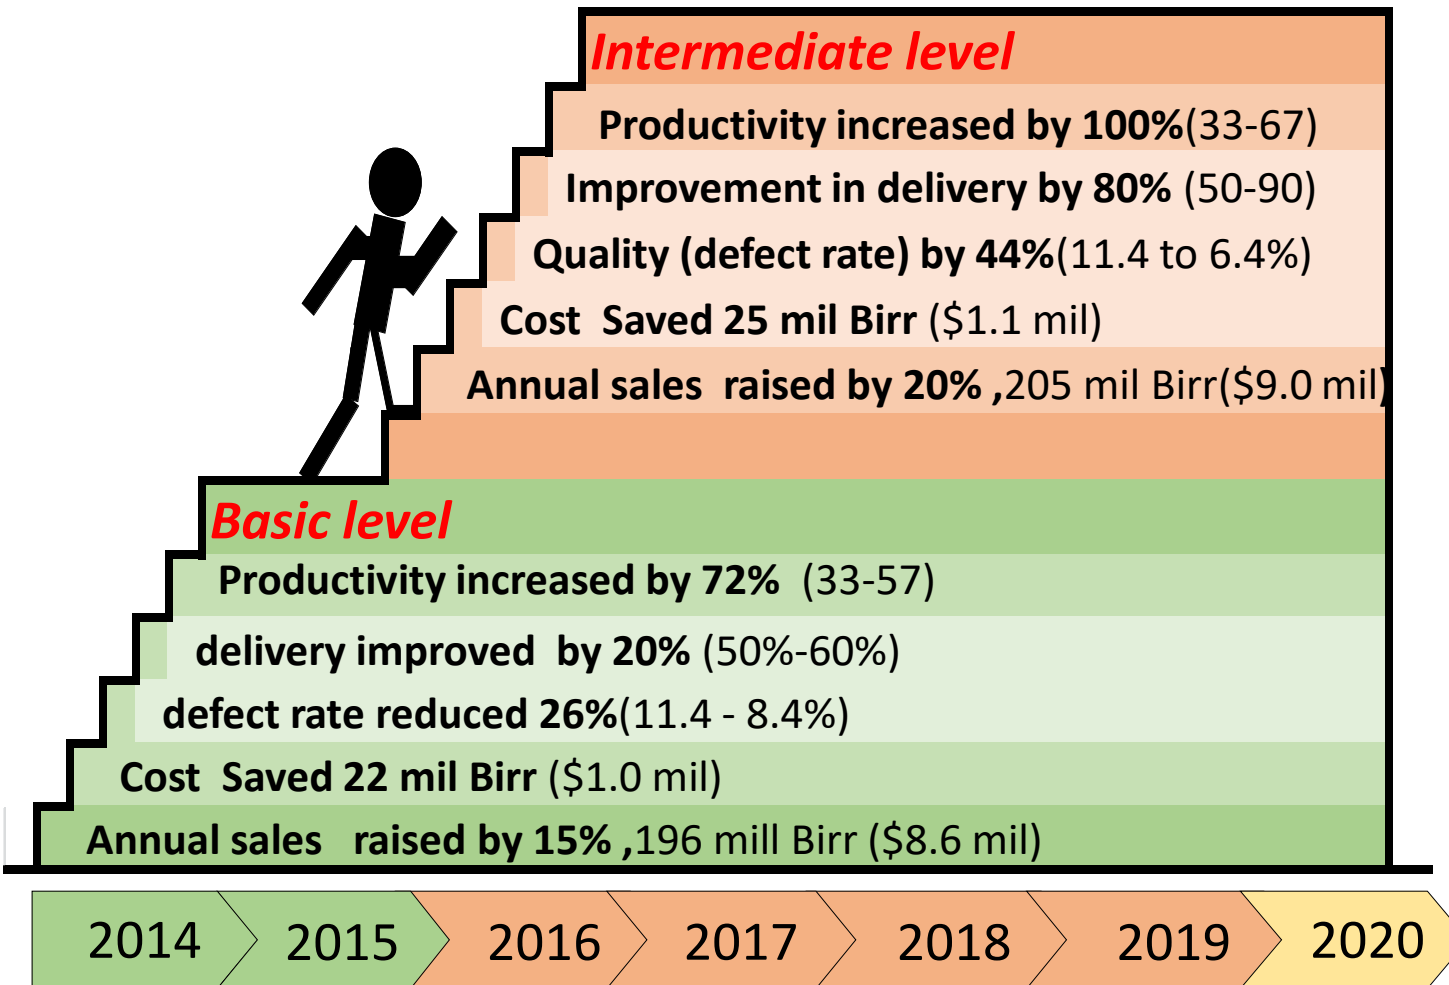 Intermediate level
Productivity increased by 100%(33-67)
Improvement in delivery by 80% (50-90)
Quality (defect rate) by 44%(11.4 to 6.4%)
Cost Saved 25 mil Birr ($1.1 mil)
Annual sales raised by 20% ,205 mil Birr($9.0 mil)
Basic level
Productivity increased by 72% (33-57)
delivery improved by 20% (50%-60%)
defect rate reduced 26%(11.4 - 8.4%)
Cost Saved 22 mil Birr ($1.0 mil)
Annual sales raised by 15% ,196 mill Birr ($8.6 mil)
2014 2015 2016 2017 2018 2019 2020